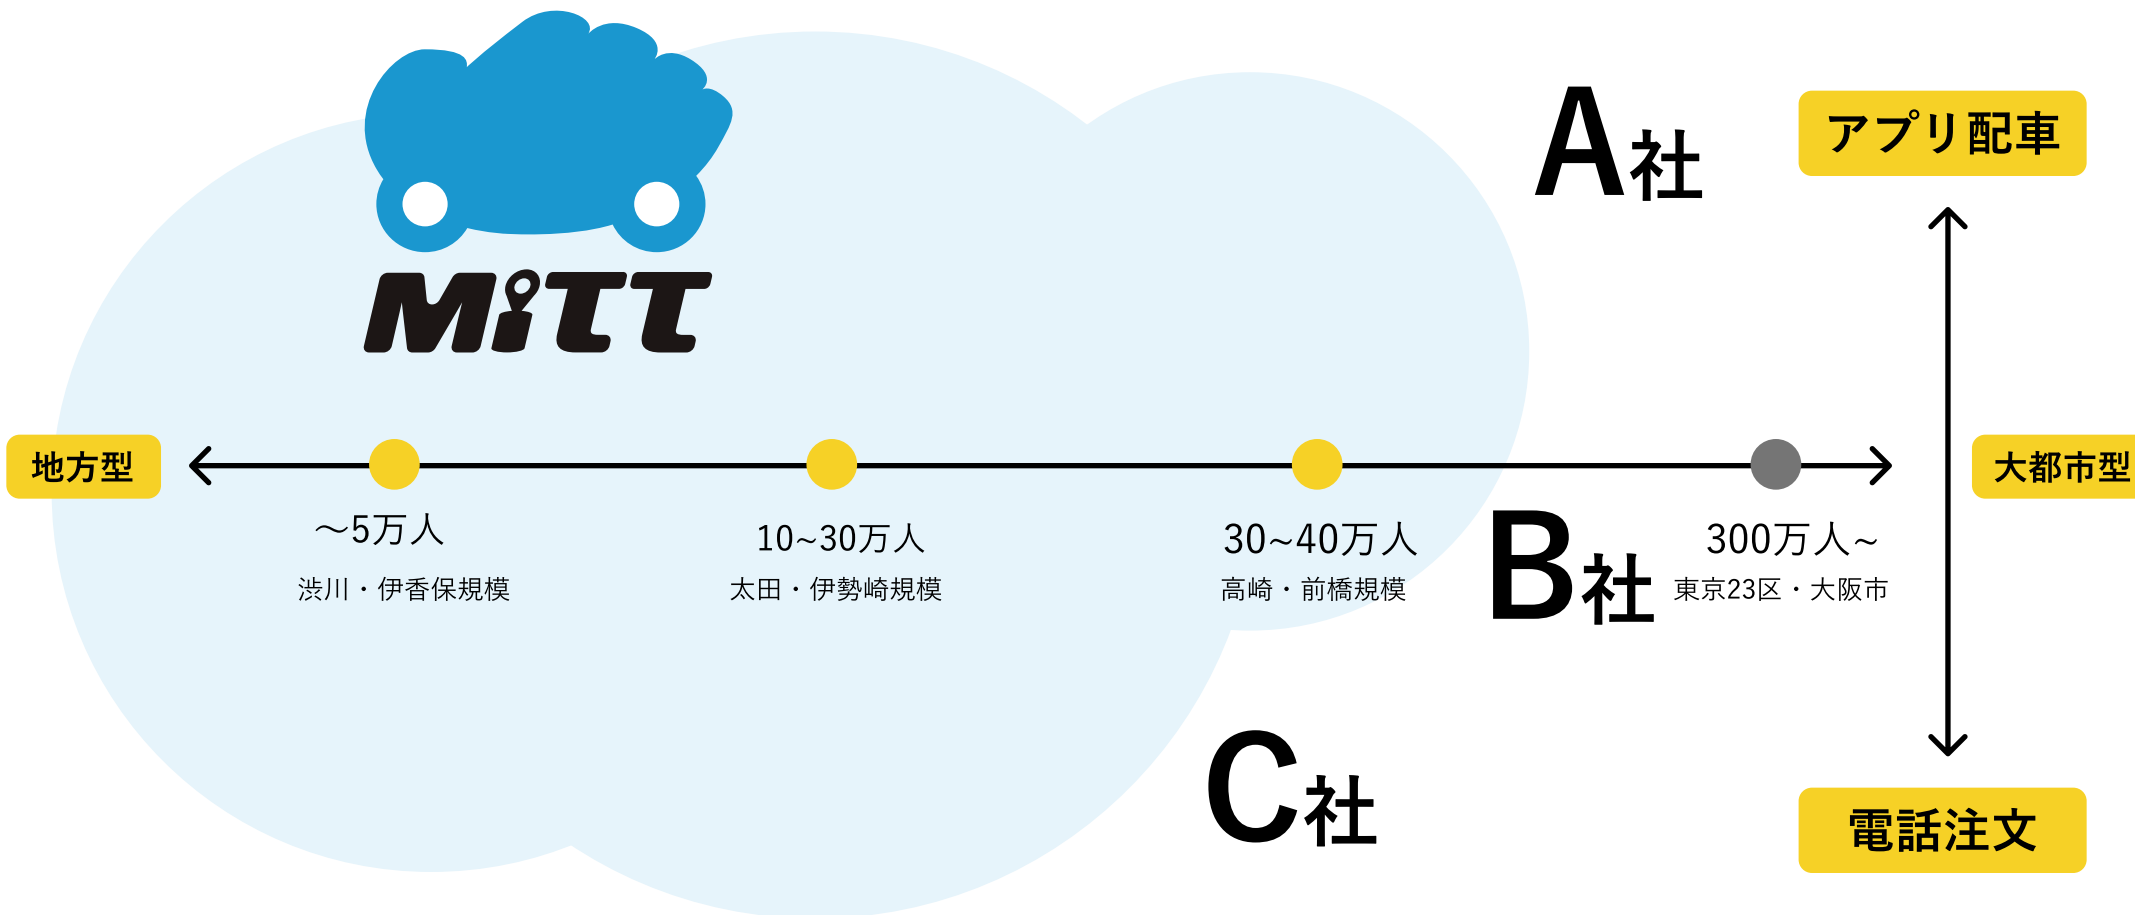 A社
アプリ配車
MiTT
地方型
大都市型
～5万人
10~30万人
30~40万人
300万人~
渋川・伊香保規模
太田・伊勢崎規模
高崎・前橋規模
東京23区・大阪市
B社
C社
電話注文